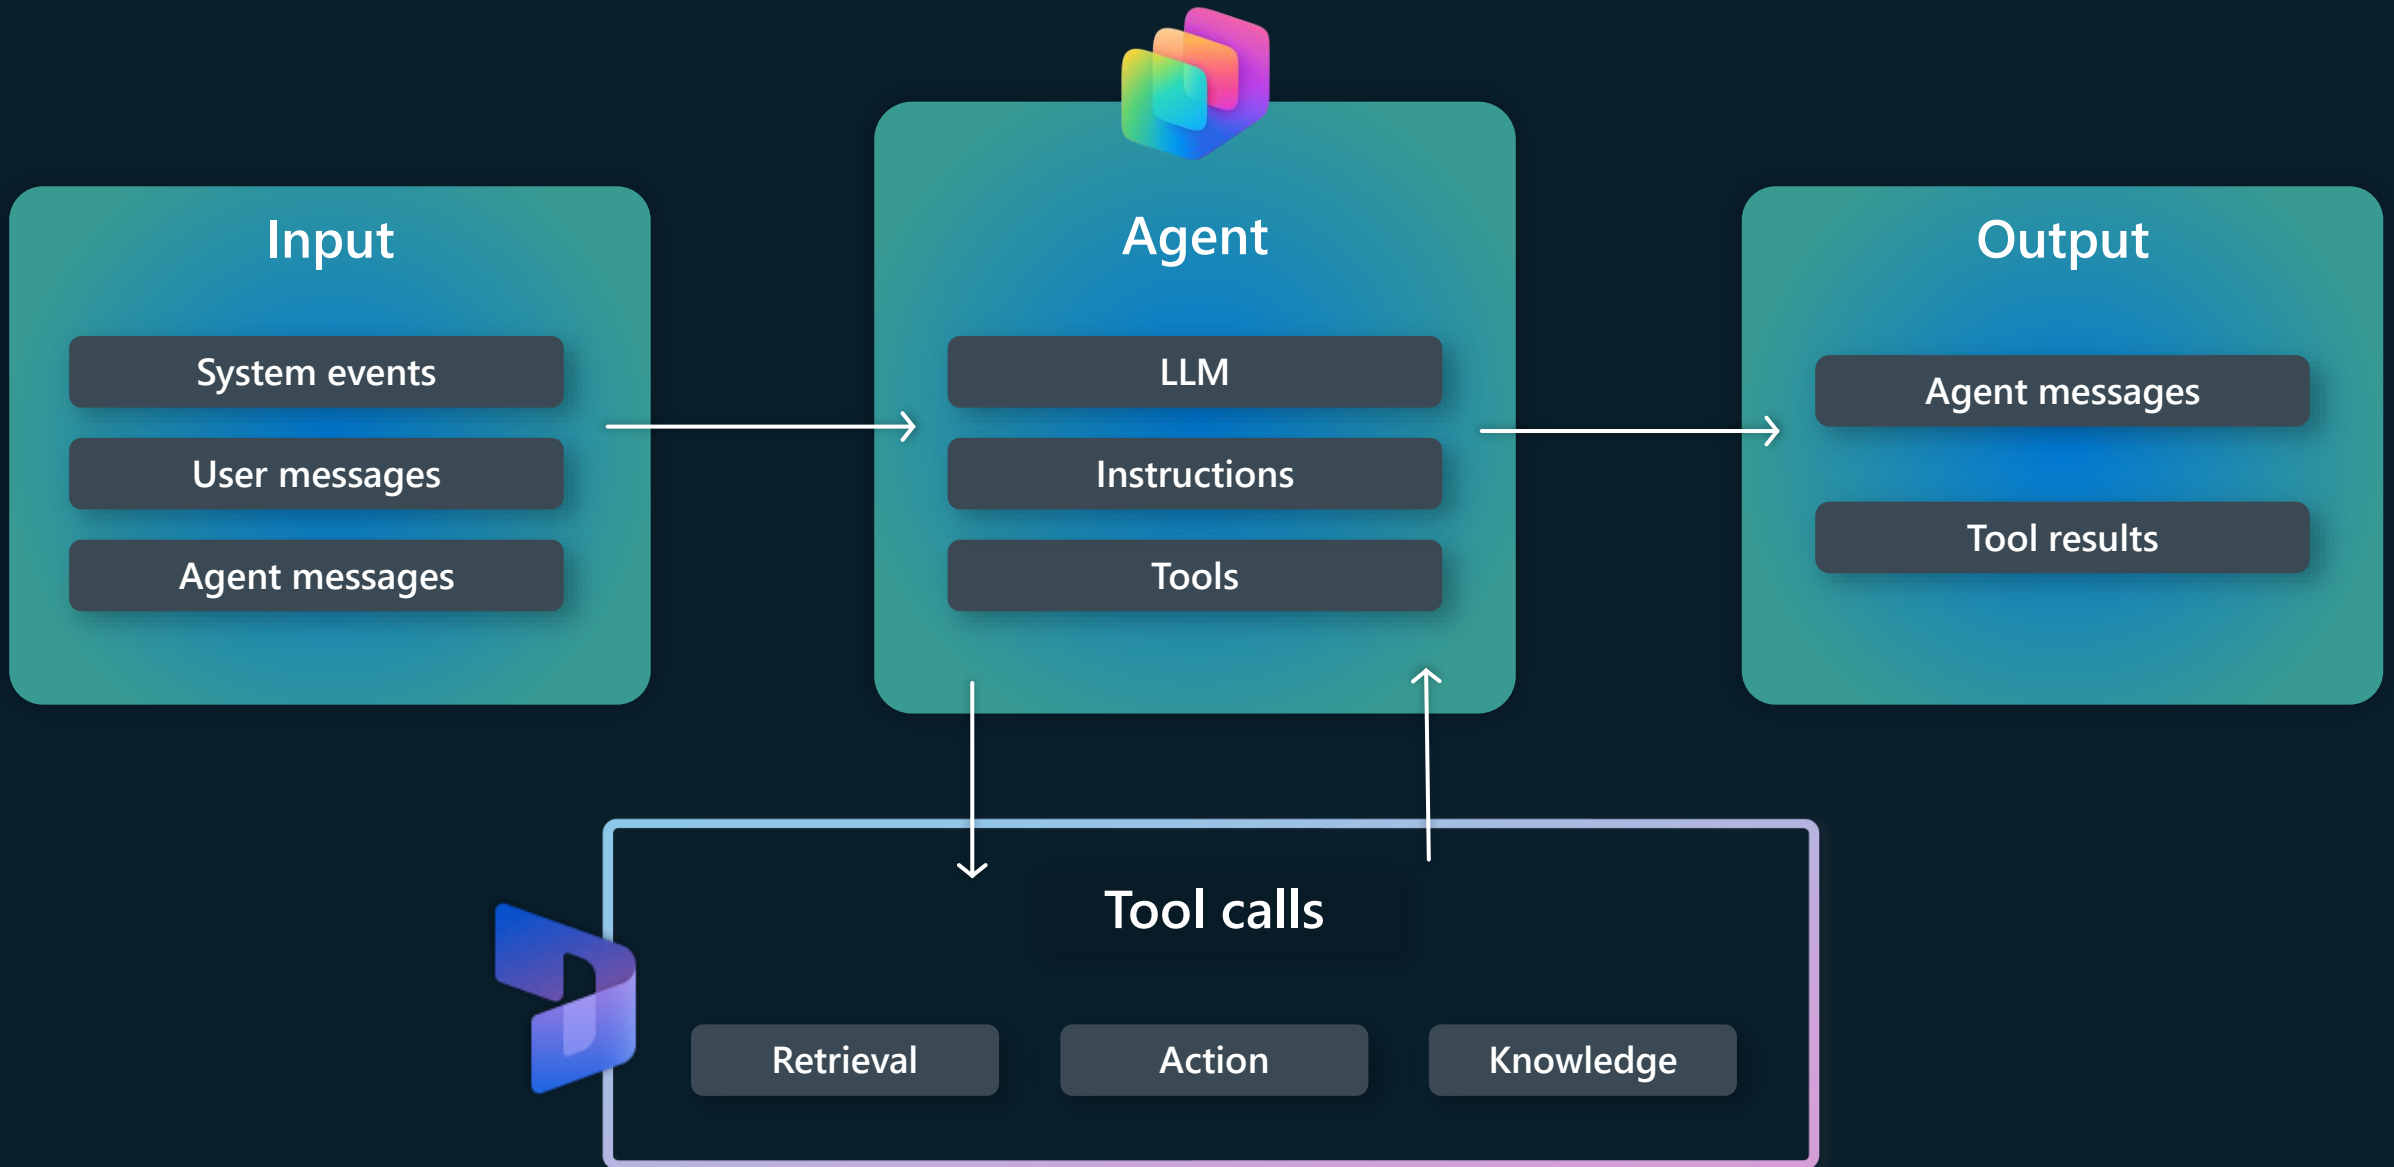 Input
System events
User messages
Agent messages
Agent
LLM
Instructions
Tools
Output
Agent messages
Tool results
Tool calls
Retrieval
Action
Knowledge